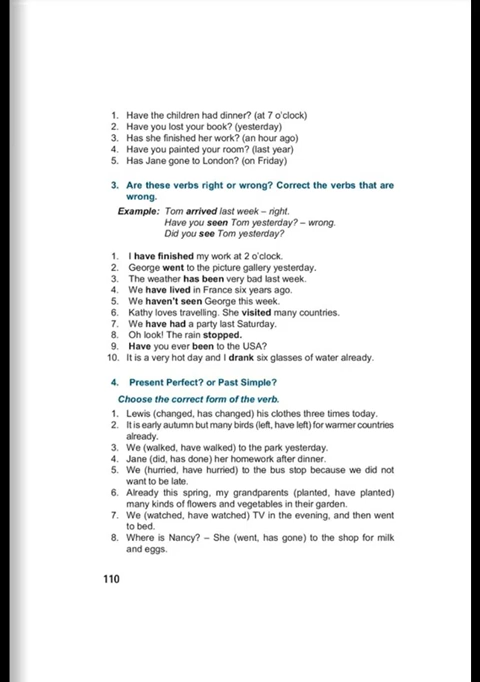 1. Have the children had dinner? (at 7 o'clock)
2. Have you lost your book? (yesterday)
3. Has she finished her work? (an hour ago)
4. Have you painted your room? (last year)
5. Has Jane gone to London? (on Friday)
3. Are these verbs right or wrong? Correct the verbs that are
wrong.
Example: Tom arrived last week – right.
Have you seen Tom yesterday? – wrong.
Did you see Tom yesterday?
1. I have finished my work at 2 o'clock.
2. George went to the picture gallery yesterday.
3. The weather has been very bad last week.
4. We have lived in France six years ago.
5. We haven't seen George this week.
6. Kathy loves travelling. She visited many countries.
7. We have had a party last Saturday.
8. Oh look! The rain stopped.
9. Have you ever been to the USA?
10. It is a very hot day and I drank six glasses of water already.
4. Present Perfect? or Past Simple?
Choose the correct form of the verb.
1. Lewis (changed, has changed) his clothes three times today.
2. It is early autumn but many birds (left, have left) for warmer countries
already.
3. We (walked, have walked) to the park yesterday.
4. Jane (did, has done) her homework after dinner.
5. We (hurried, have hurried) to the bus stop because we did not
want to be late.
6. Already this spring, my grandparents (planted, have planted)
many kinds of flowers and vegetables in their garden.
7. We (watched, have watched) TV in the evening, and then went
to bed.
8. Where is Nancy? – She (went, has gone) to the shop for milk
and eggs.
110